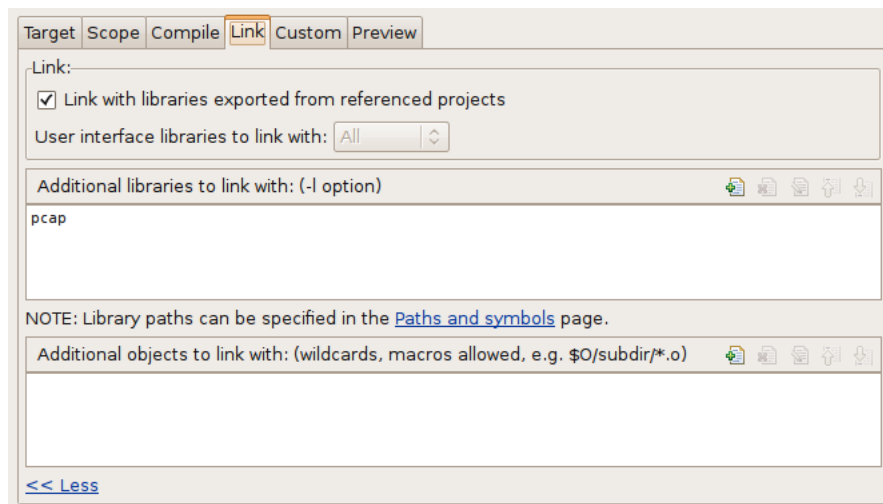 Target Scope Compile Link Custom Preview
Link:
Link with libraries exported from referenced projects
User interface libraries to link with: All
Additional libraries to link with: (-l option)
pcap
NOTE: Library paths can be specified in the Paths and symbols page.
Additional objects to link with: (wildcards, macros allowed, e.g. $O/subdir/*.o)
<< Less